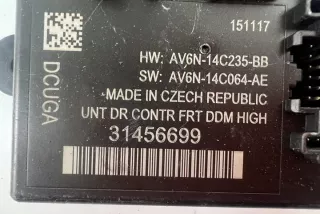 151117
HW: AV6N-14C235-BB
SW: AV6N-14C064-AE
MADE IN CZECH REPUBLIC
UNT DR CONTR FRT DDM HIGH
31456699
DCUGA